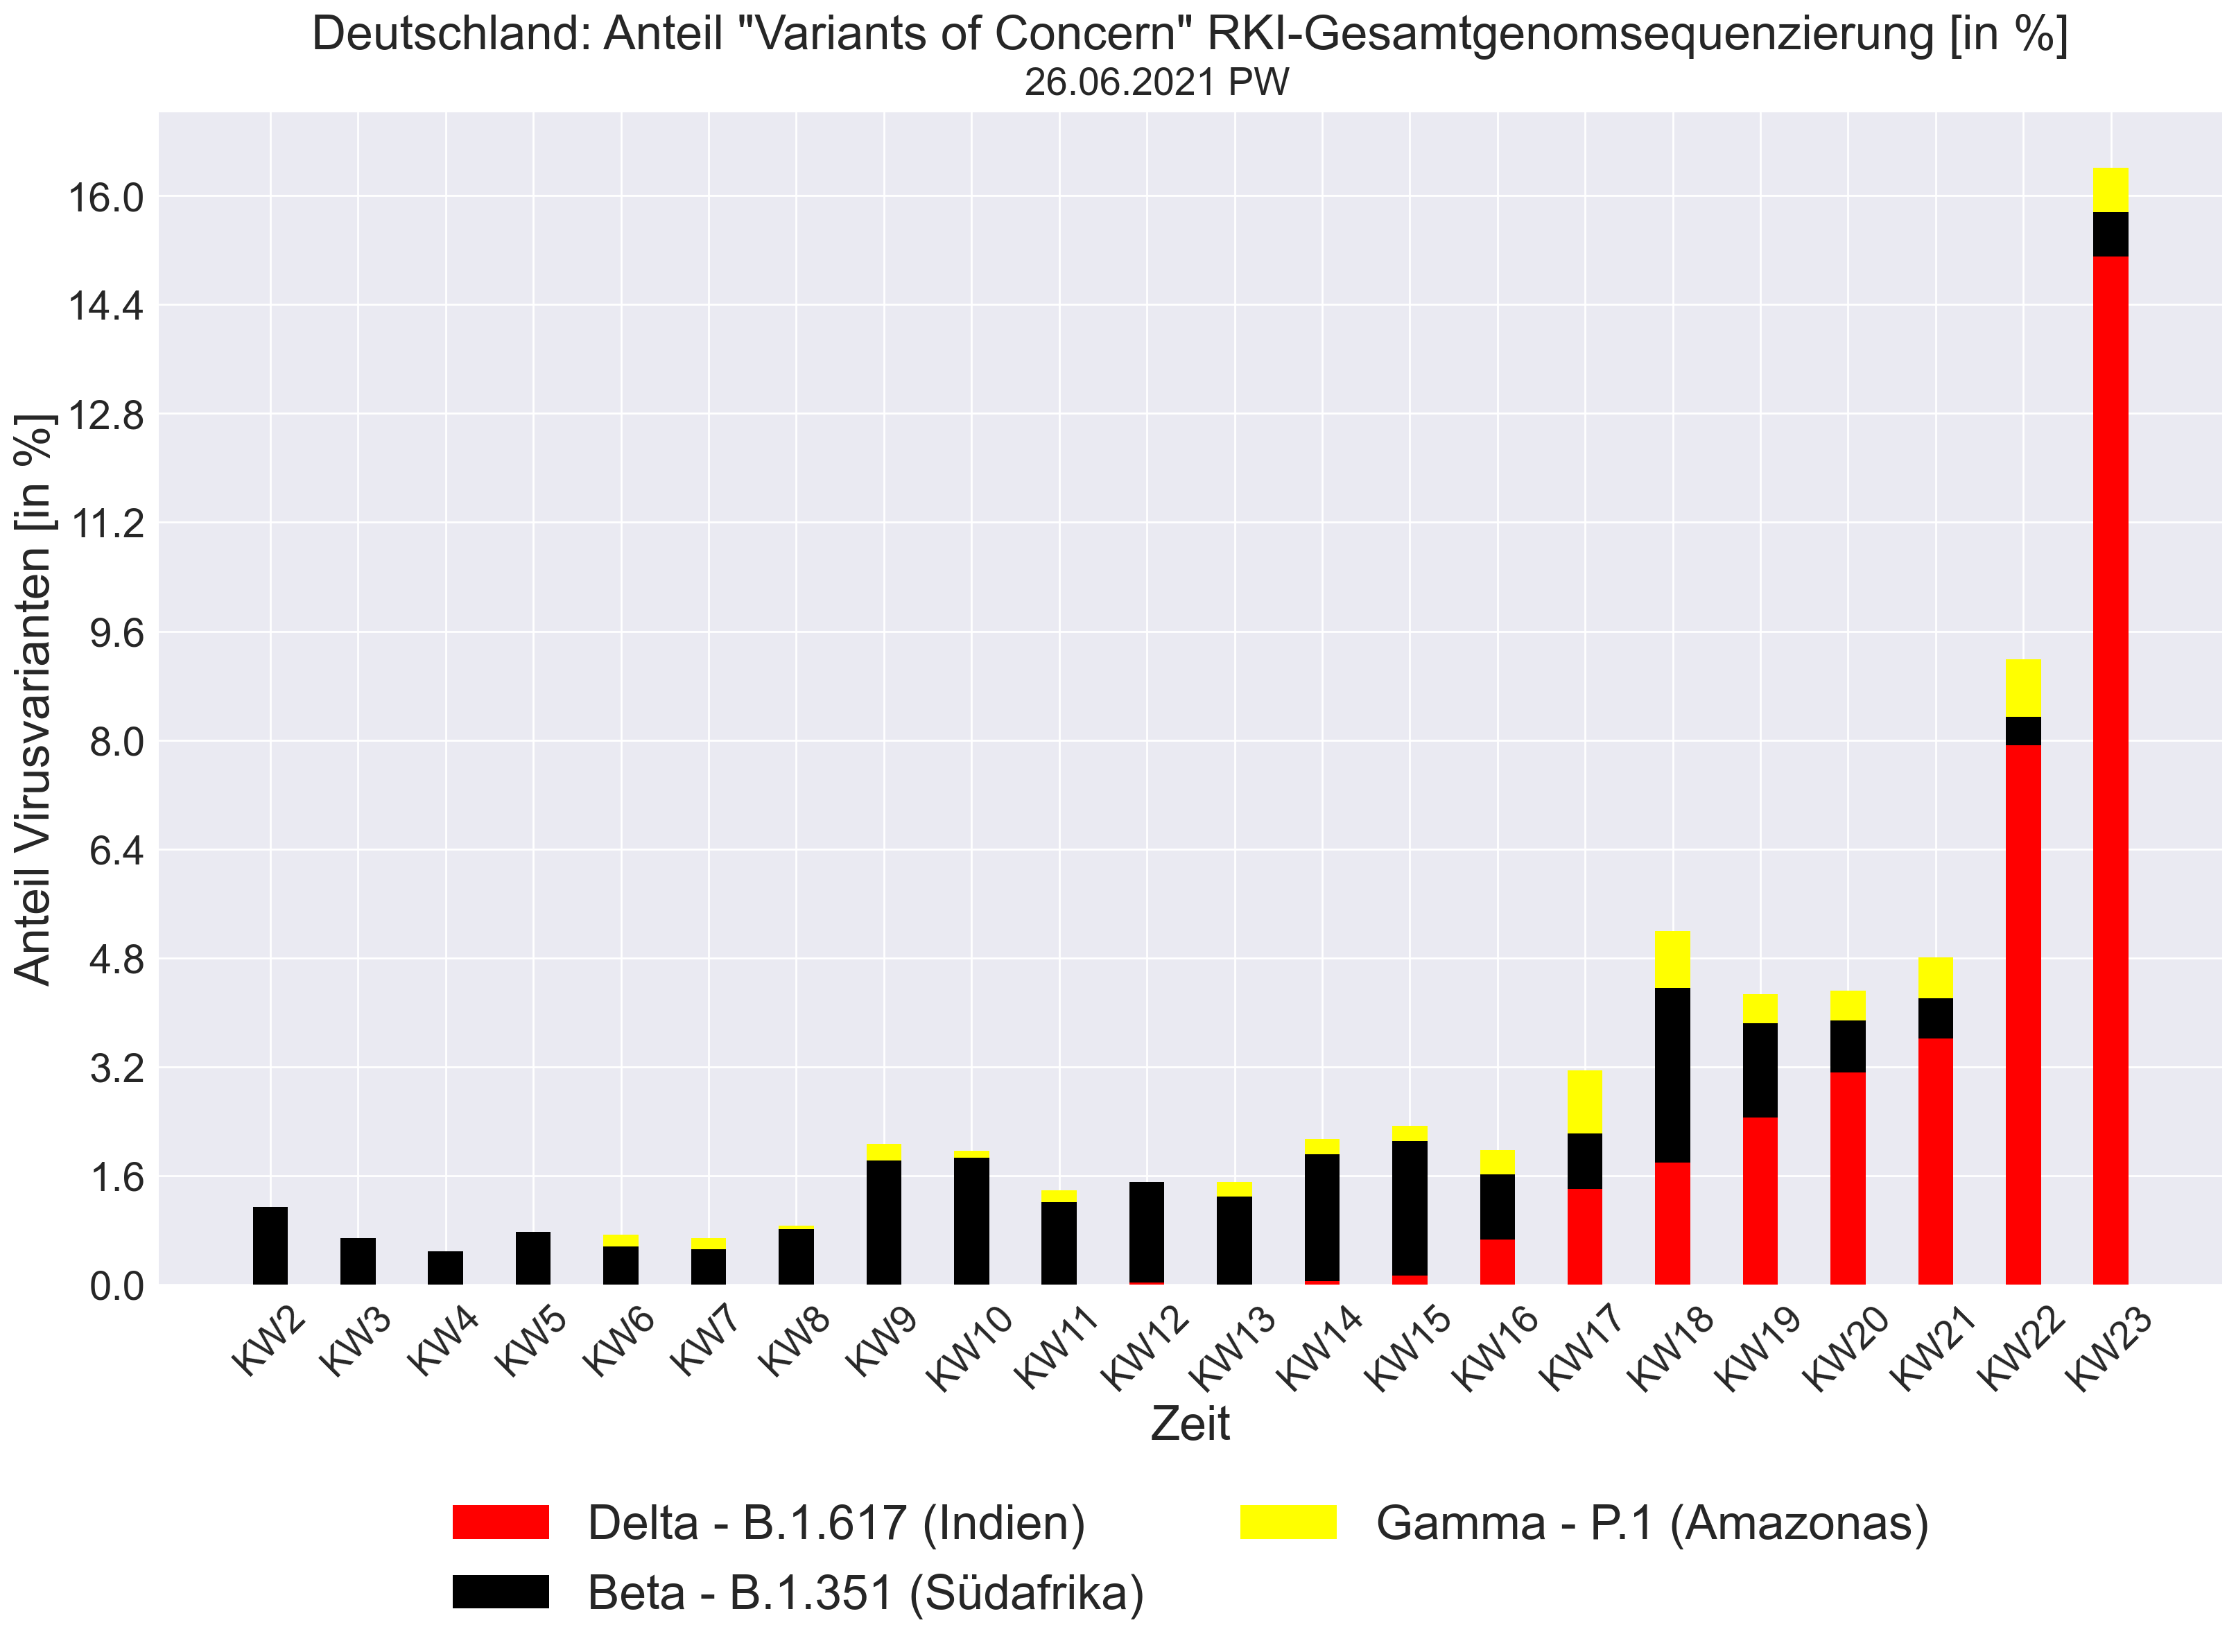 Deutschland: Anteil "Variants of Concern" RKI-Gesamtgenomsequenzierung [in %]
26.06.2021 PW
Anteil Virusvarianten [in %]
16.0
14.4
12.8
11.2
9.6
8.0
6.4
4.8
3.2
1.6
0.0
KW2 KW3 KW4 KW5 KW6 KW7 KW8 KW9 KW10 KW11 KW12 KW13 KW14 KW15 KW16 KW17 KW18 KW19 KW20 KW21 KW22 KW23
Zeit
Delta - B.1.617 (Indien)
Beta - B.1.351 (Südafrika)
Gamma - P.1 (Amazonas)